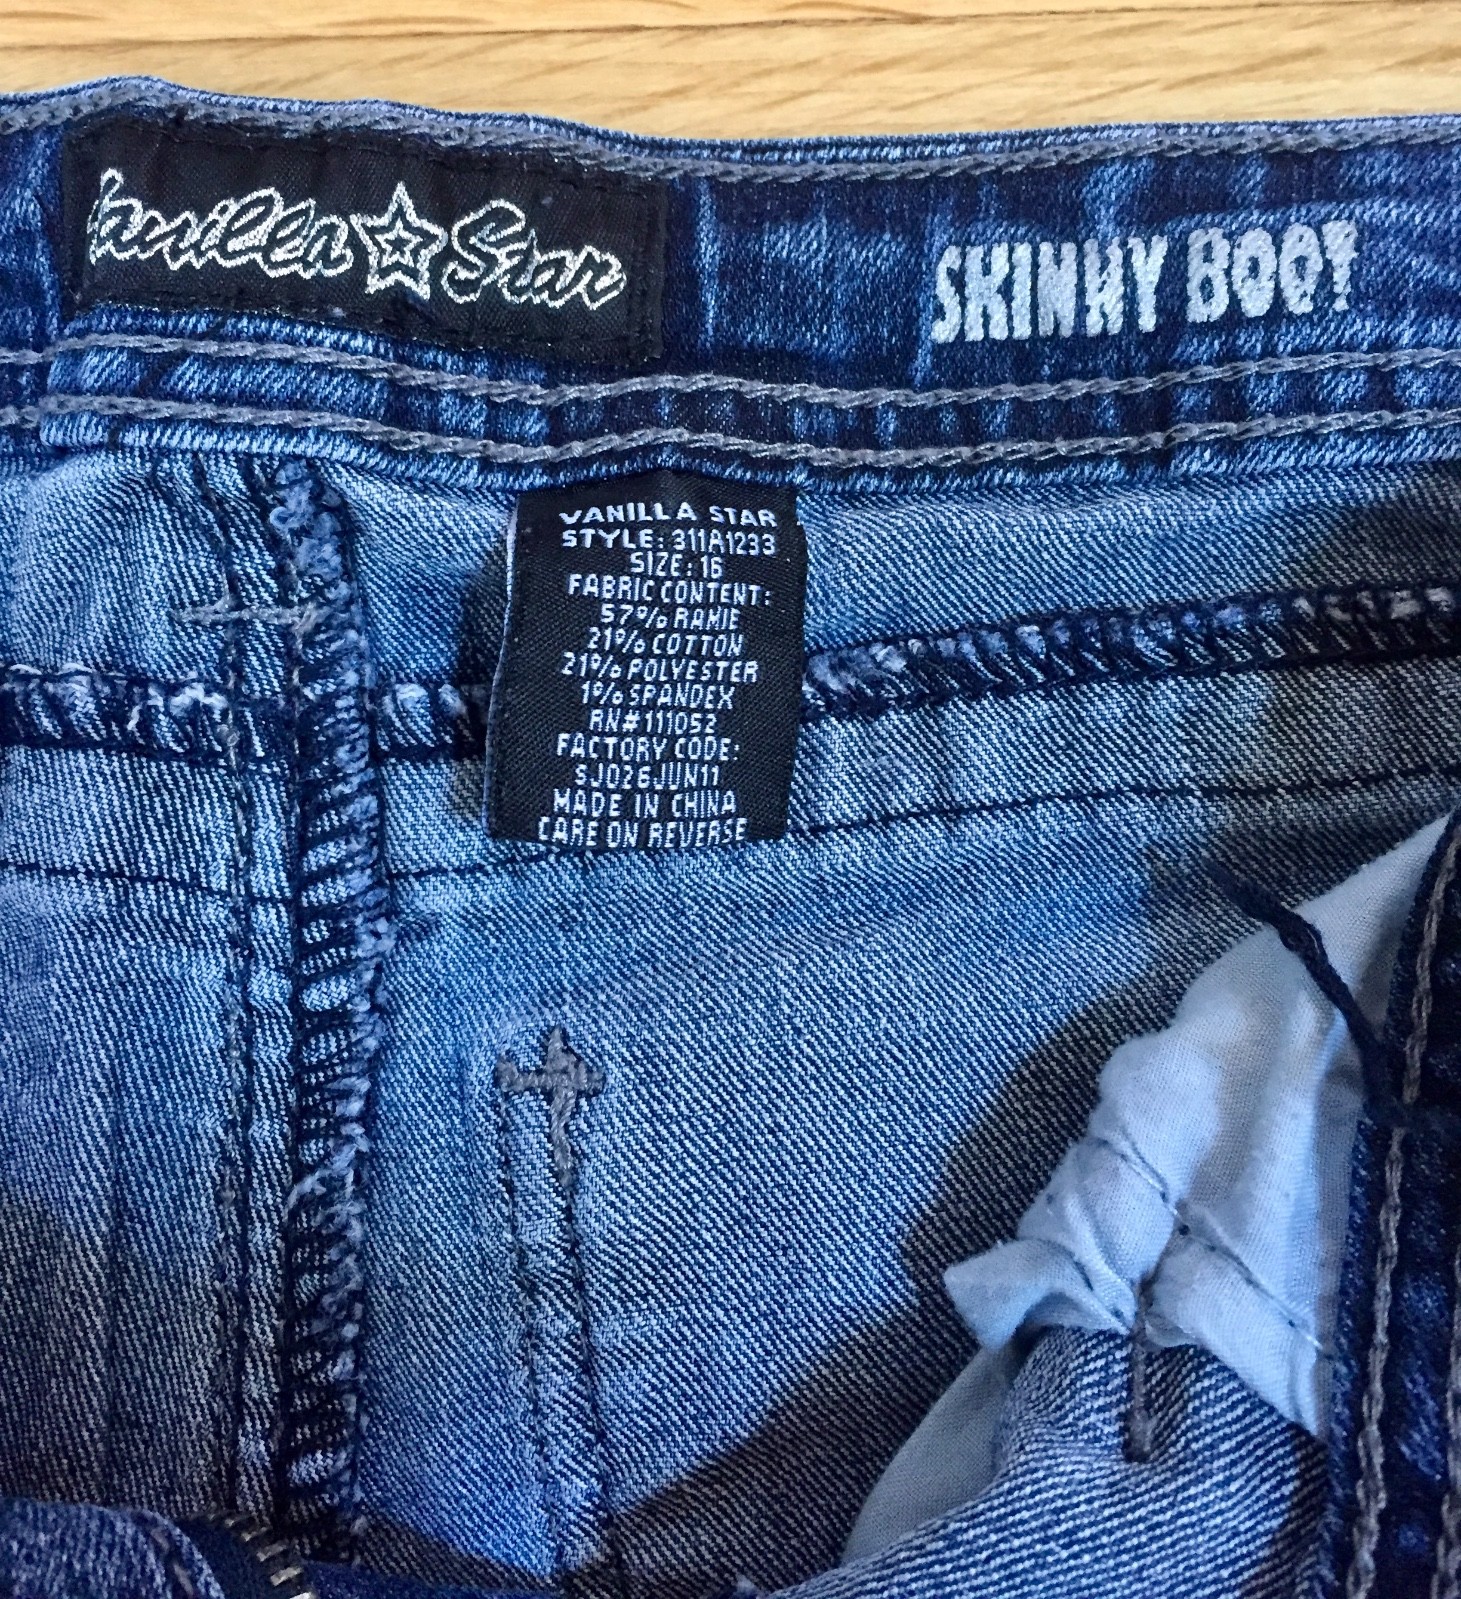 Vanilla Star
SKINNY BOOT
VANILLA STAR
STYLE: 311A1233
SIZE: 16
FABRIC CONTENT:
57% RAMIE
21% COTTON
21% POLYESTER
1% SPANDEX
RN# 111052
FACTORY CODE:
SJ026JUN11
MADE IN CHINA
CARE ON REVERSE